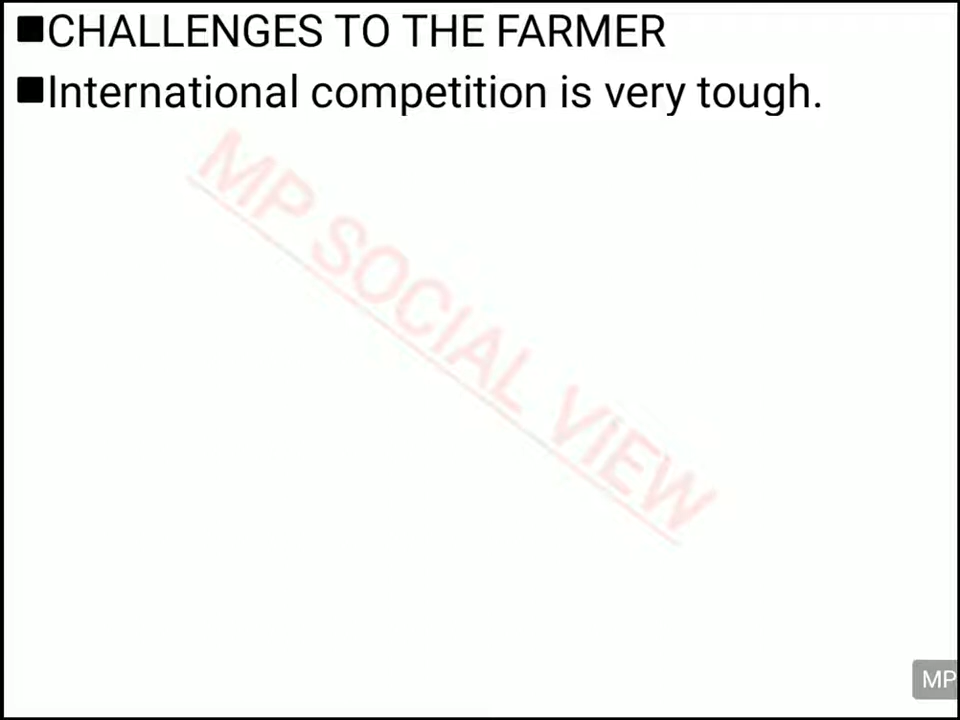 ■CHALLENGES TO THE FARMER
■International competition is very tough.
MP SOCIAL VIEW
MP